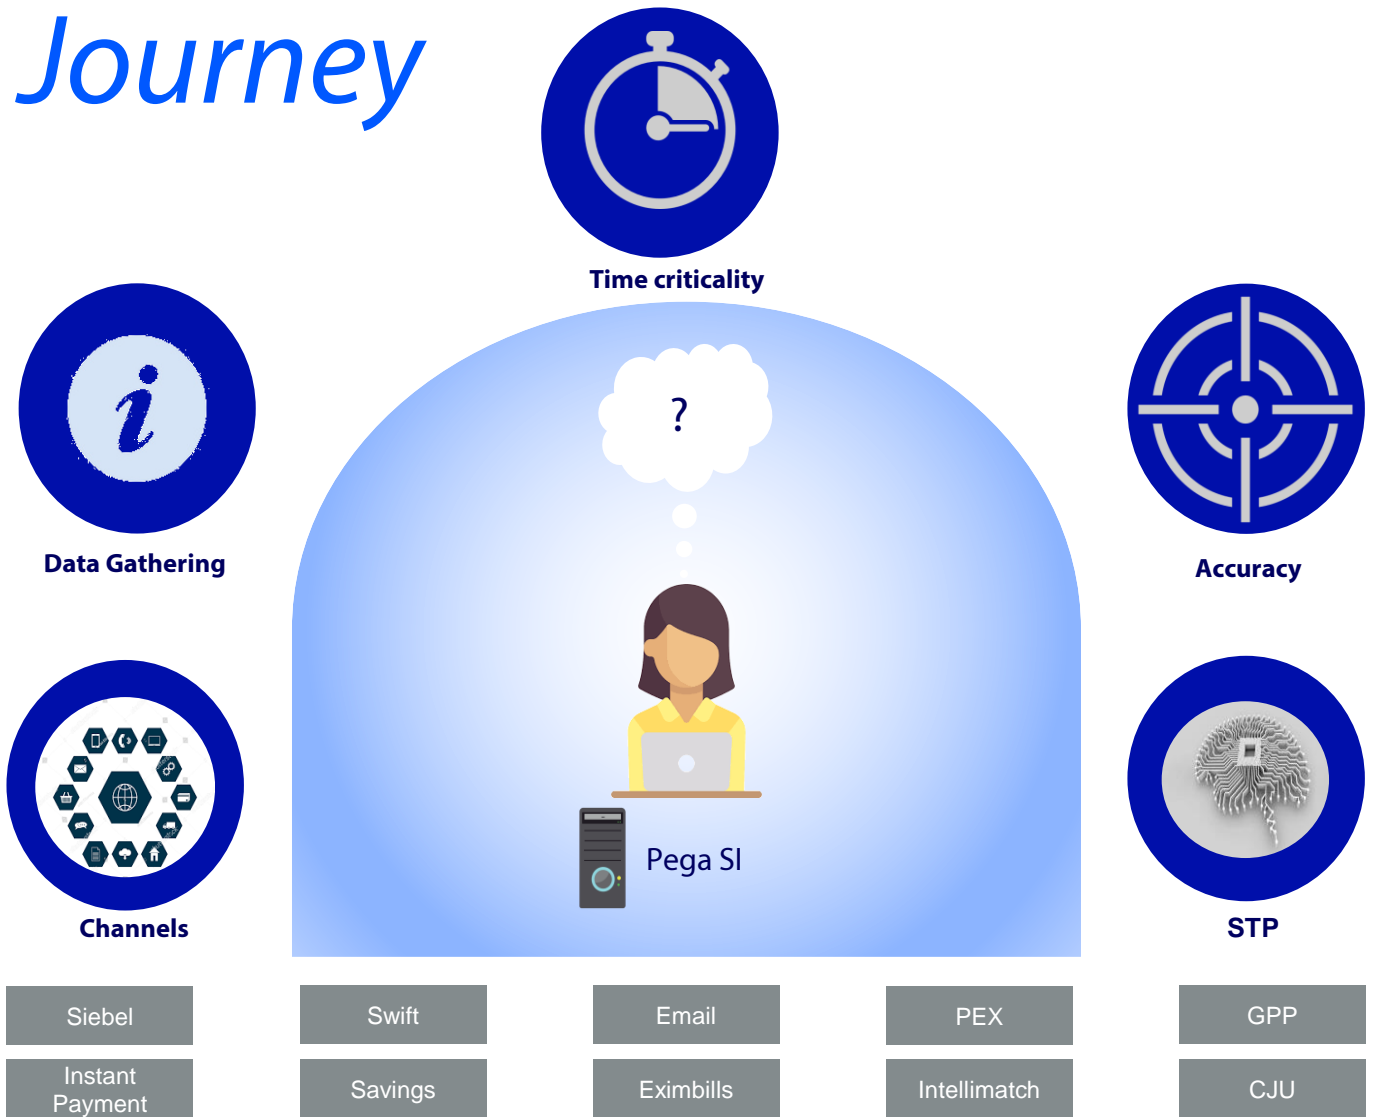 Journey
Time criticality
?
Data Gathering
Accuracy
Pega SI
Channels
STP
Siebel
Swift
Email
PEX
GPP
Instant
Payment
Savings
Eximbills
Intellimatch
CJU